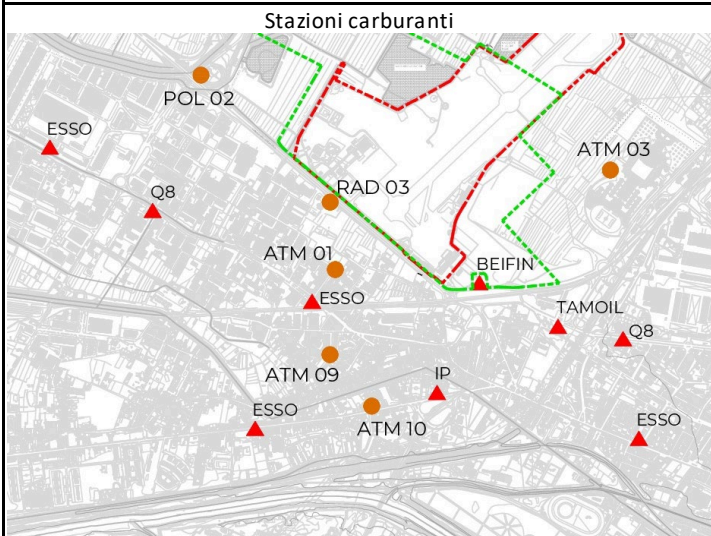 Stazioni carburanti
POL 02
ESSO
ATM 03
Q8
RAD 03
ATM 01
BEIFIN
ESSO
TAMOIL
Q8
ATM 09
IP
ESSO
ATM 10
ESSO